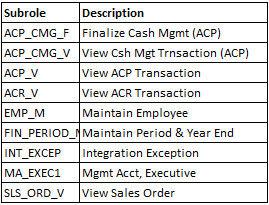 Subrole Description
ACP_CMG_F Finalize Cash Mgmt (ACP)
ACP_CMG_V View Csh Mgt Trnsaction (ACP)
ACP_V View ACP Transaction
ACR_V View ACR Transaction
EMP_M Maintain Employee
FIN_PERIOD_ Maintain Period & Year End
INT_EXCEP Integration Exception
MA_EXEC1 Mgmt Acct, Executive
SLS_ORD_V View Sales Order